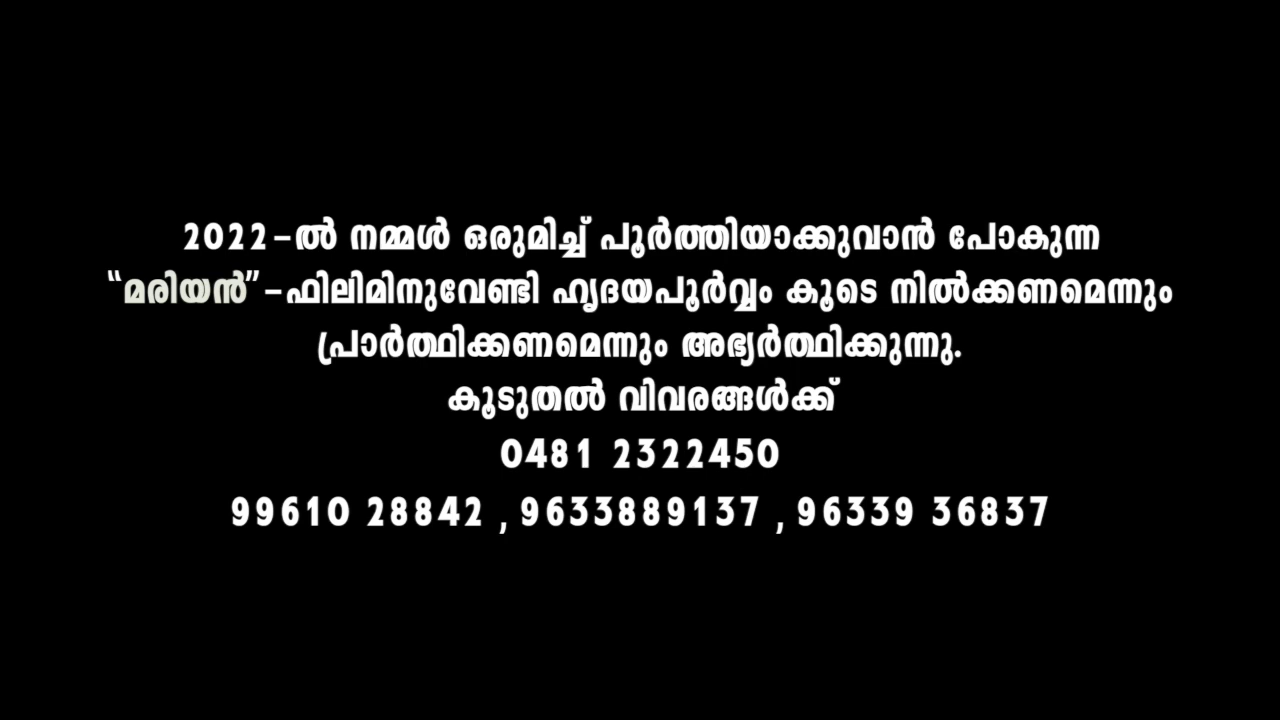 2022-ൽ നമ്മൾ ഒരുമിച്ച് പൂർത്തിയാക്കുവാൻ പോകുന്ന
“മരിയൻ”-ഫിലിമിനുവേണ്ടി ഹൃദയപൂർവ്വം കൂടെ നിൽക്കണമെന്നും
പ്രാർത്ഥിക്കണമെന്നും അഭ്യർത്ഥിക്കുന്നു.
കൂടുതൽ വിവരങ്ങൾക്ക്
0481 2322450
99610 28842 , 9633889137 , 96339 36837